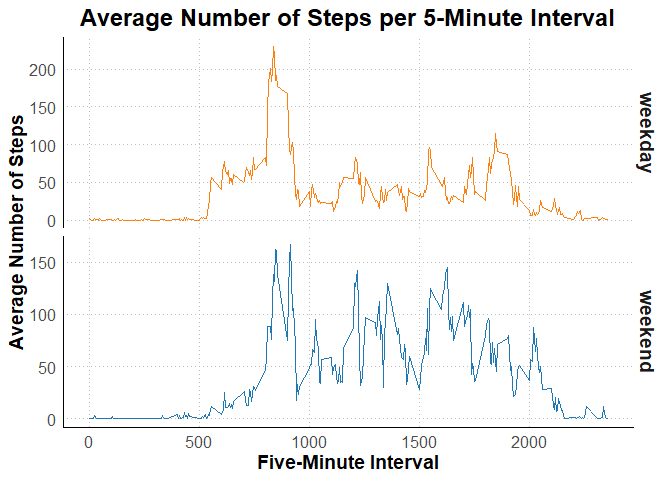 Average Number of Steps per 5-Minute Interval
Average Number of Steps
200
150
100
50
0
weekday
150
100
50
0
weekend
0 500 1000 1500 2000
Five-Minute Interval